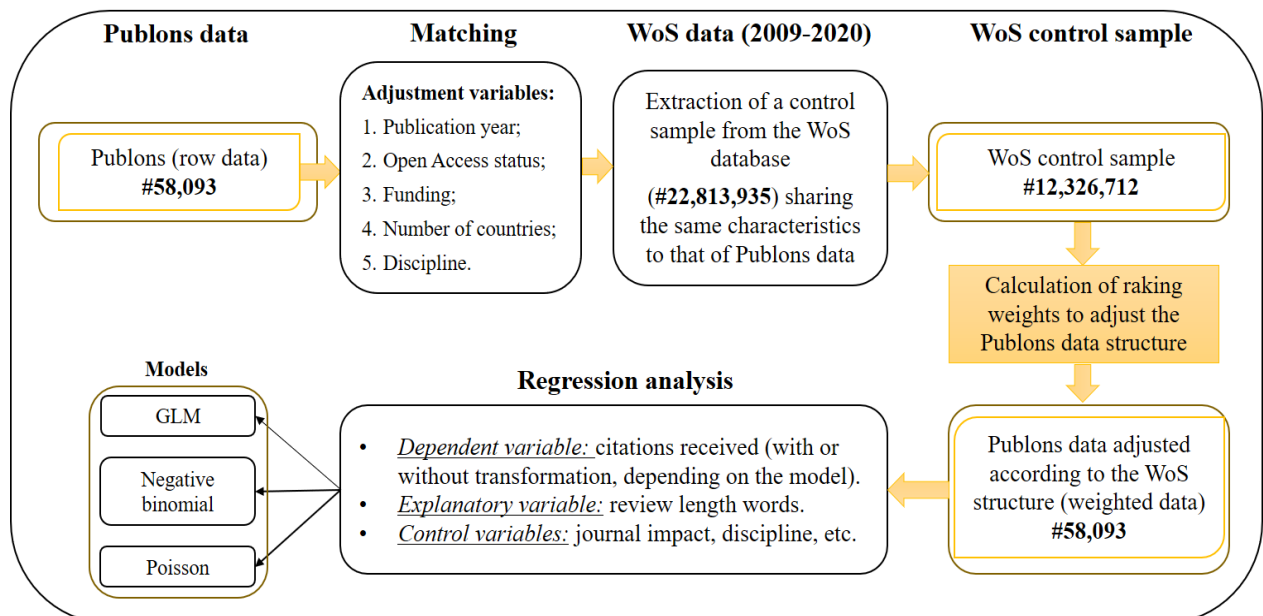 Publons data
Matching
WoS data (2009-2020)
WoS control sample
Publons (row data)
#58,093
Adjustment variables:
1. Publication year;
2. Open Access status;
3. Funding;
4. Number of countries;
5. Discipline.
Extraction of a control
sample from the WoS
database
(#22,813,935) sharing
the same characteristics
to that of Publons data
WoS control sample
#12,326,712
Calculation of raking
weights to adjust the
Publons data structure
Publons data adjusted
according to the WoS
structure (weighted data)
#58,093
Regression analysis
• Dependent variable: citations received (with or
without transformation, depending on the model).
• Explanatory variable: review length words.
• Control variables: journal impact, discipline, etc.
Models
GLM
Negative
binomial
Poisson